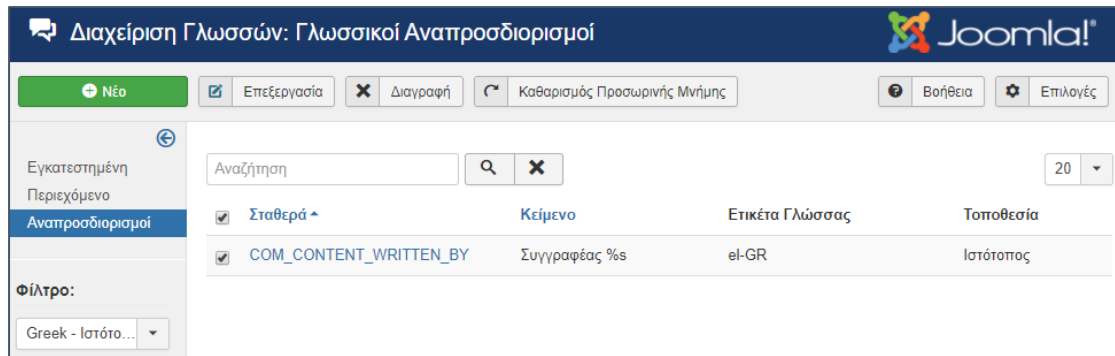 Διαχείριση Γλωσσών: Γλωσσικοί Αναπροσδιορισμοί
Joomla!®
Νέο
Επεξεργασία
Διαγραφή
Καθαρισμός Προσωρινής Μνήμης
Βοήθεια
Επιλογές
Εγκατεστημένη
Περιεχόμενο
Αναπροσδιορισμοί
Φίλτρο:
Greek - Ιστότο...
Αναζήτηση
20
Σταθερά Κείμενο Ετικέτα Γλώσσας Τοποθεσία
COM_CONTENT_WRITTEN_BY Συγγραφέας %s el-GR Ιστότοπος